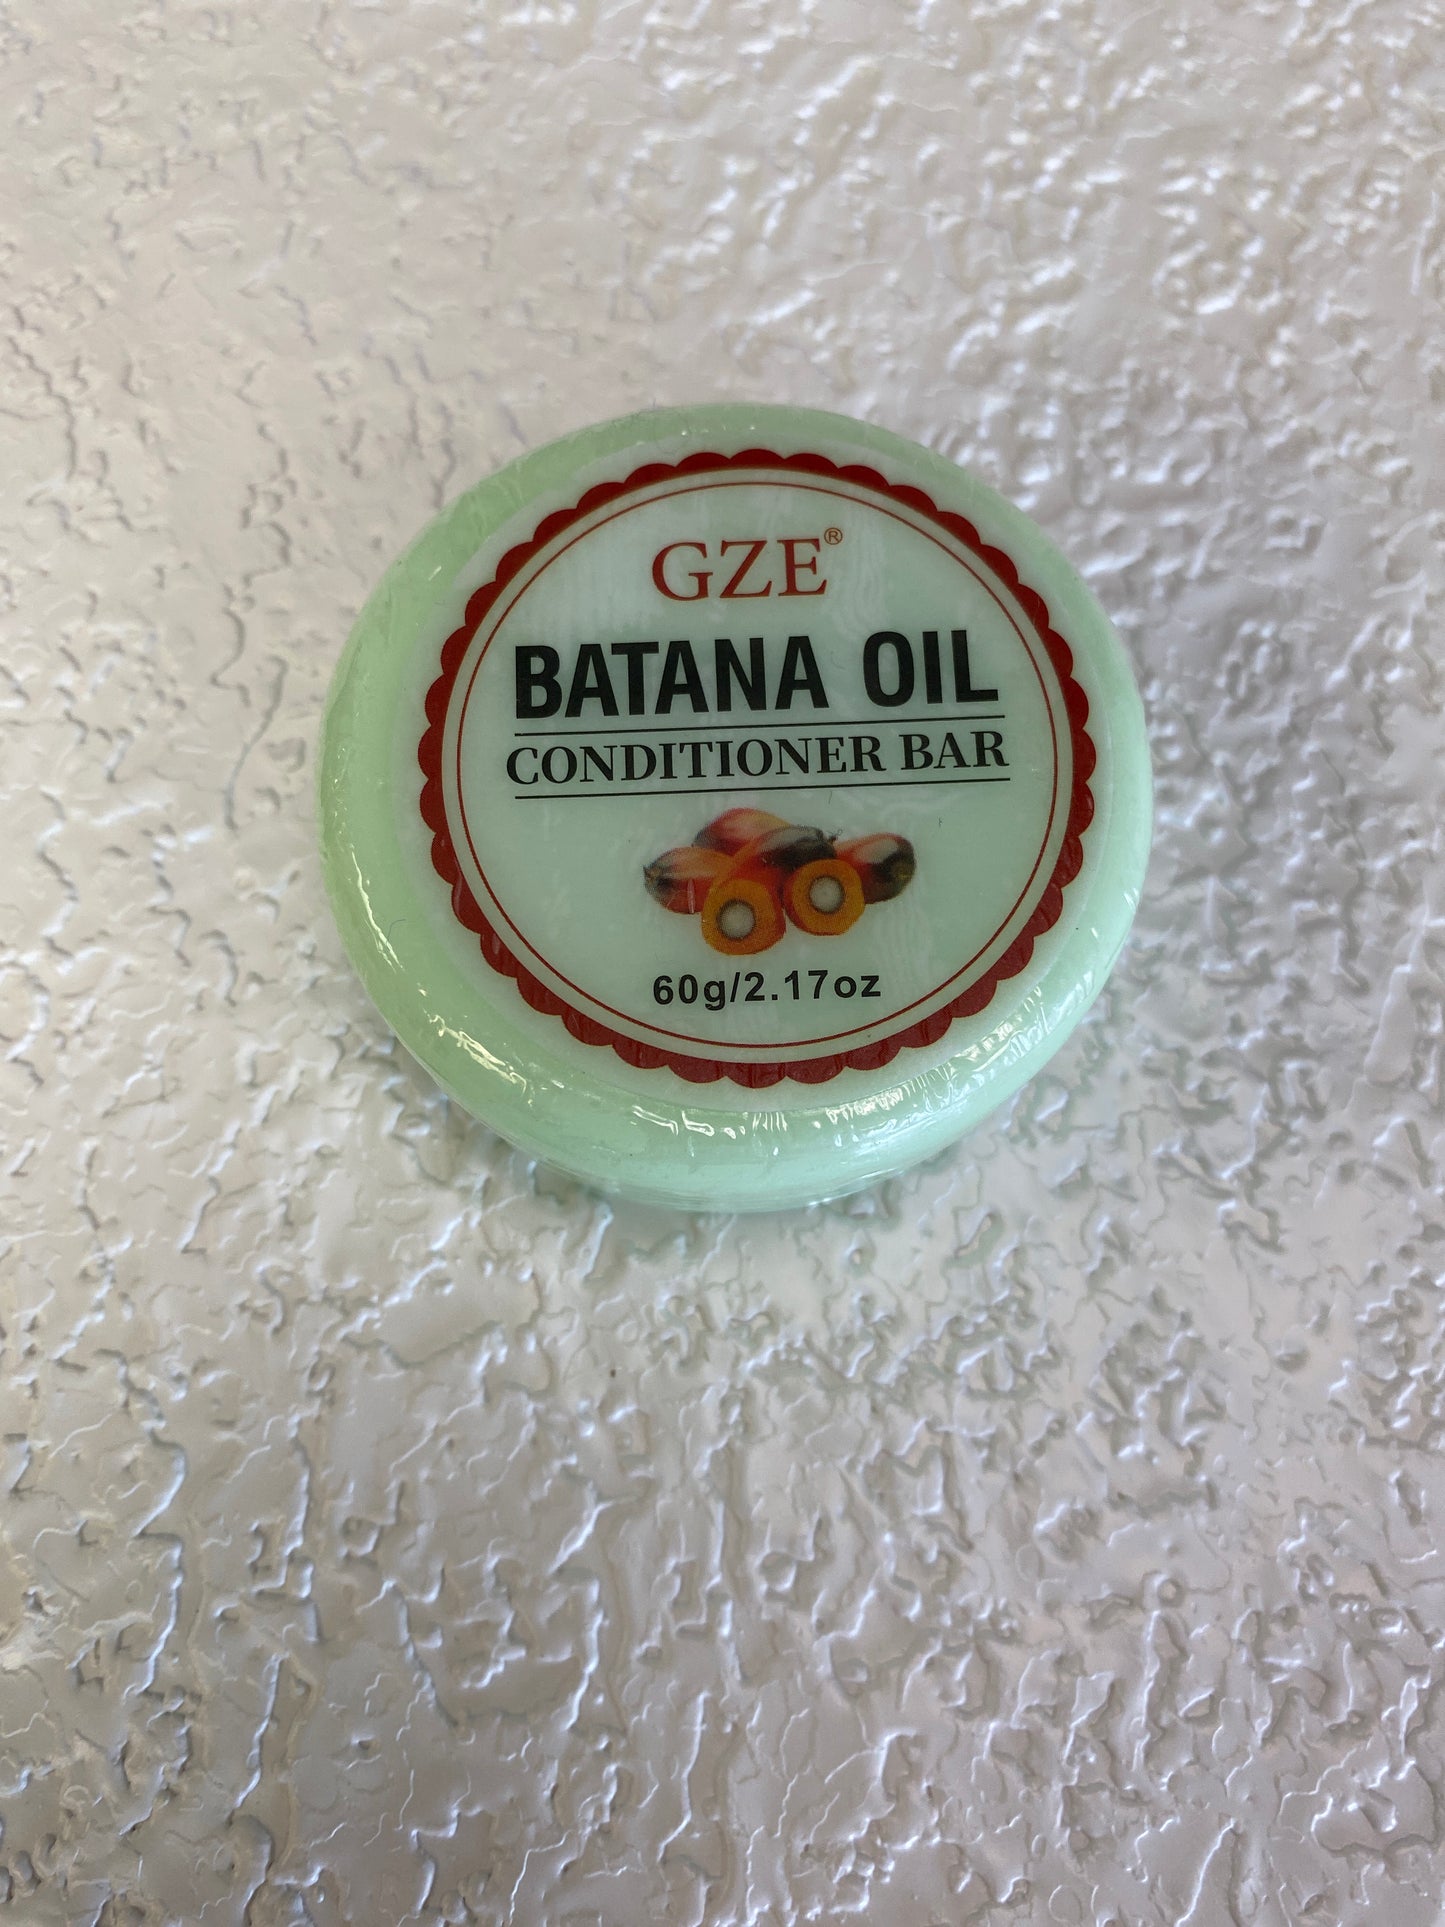 GZE®
BATANA OIL
CONDITIONER BAR
60g/2.17oz